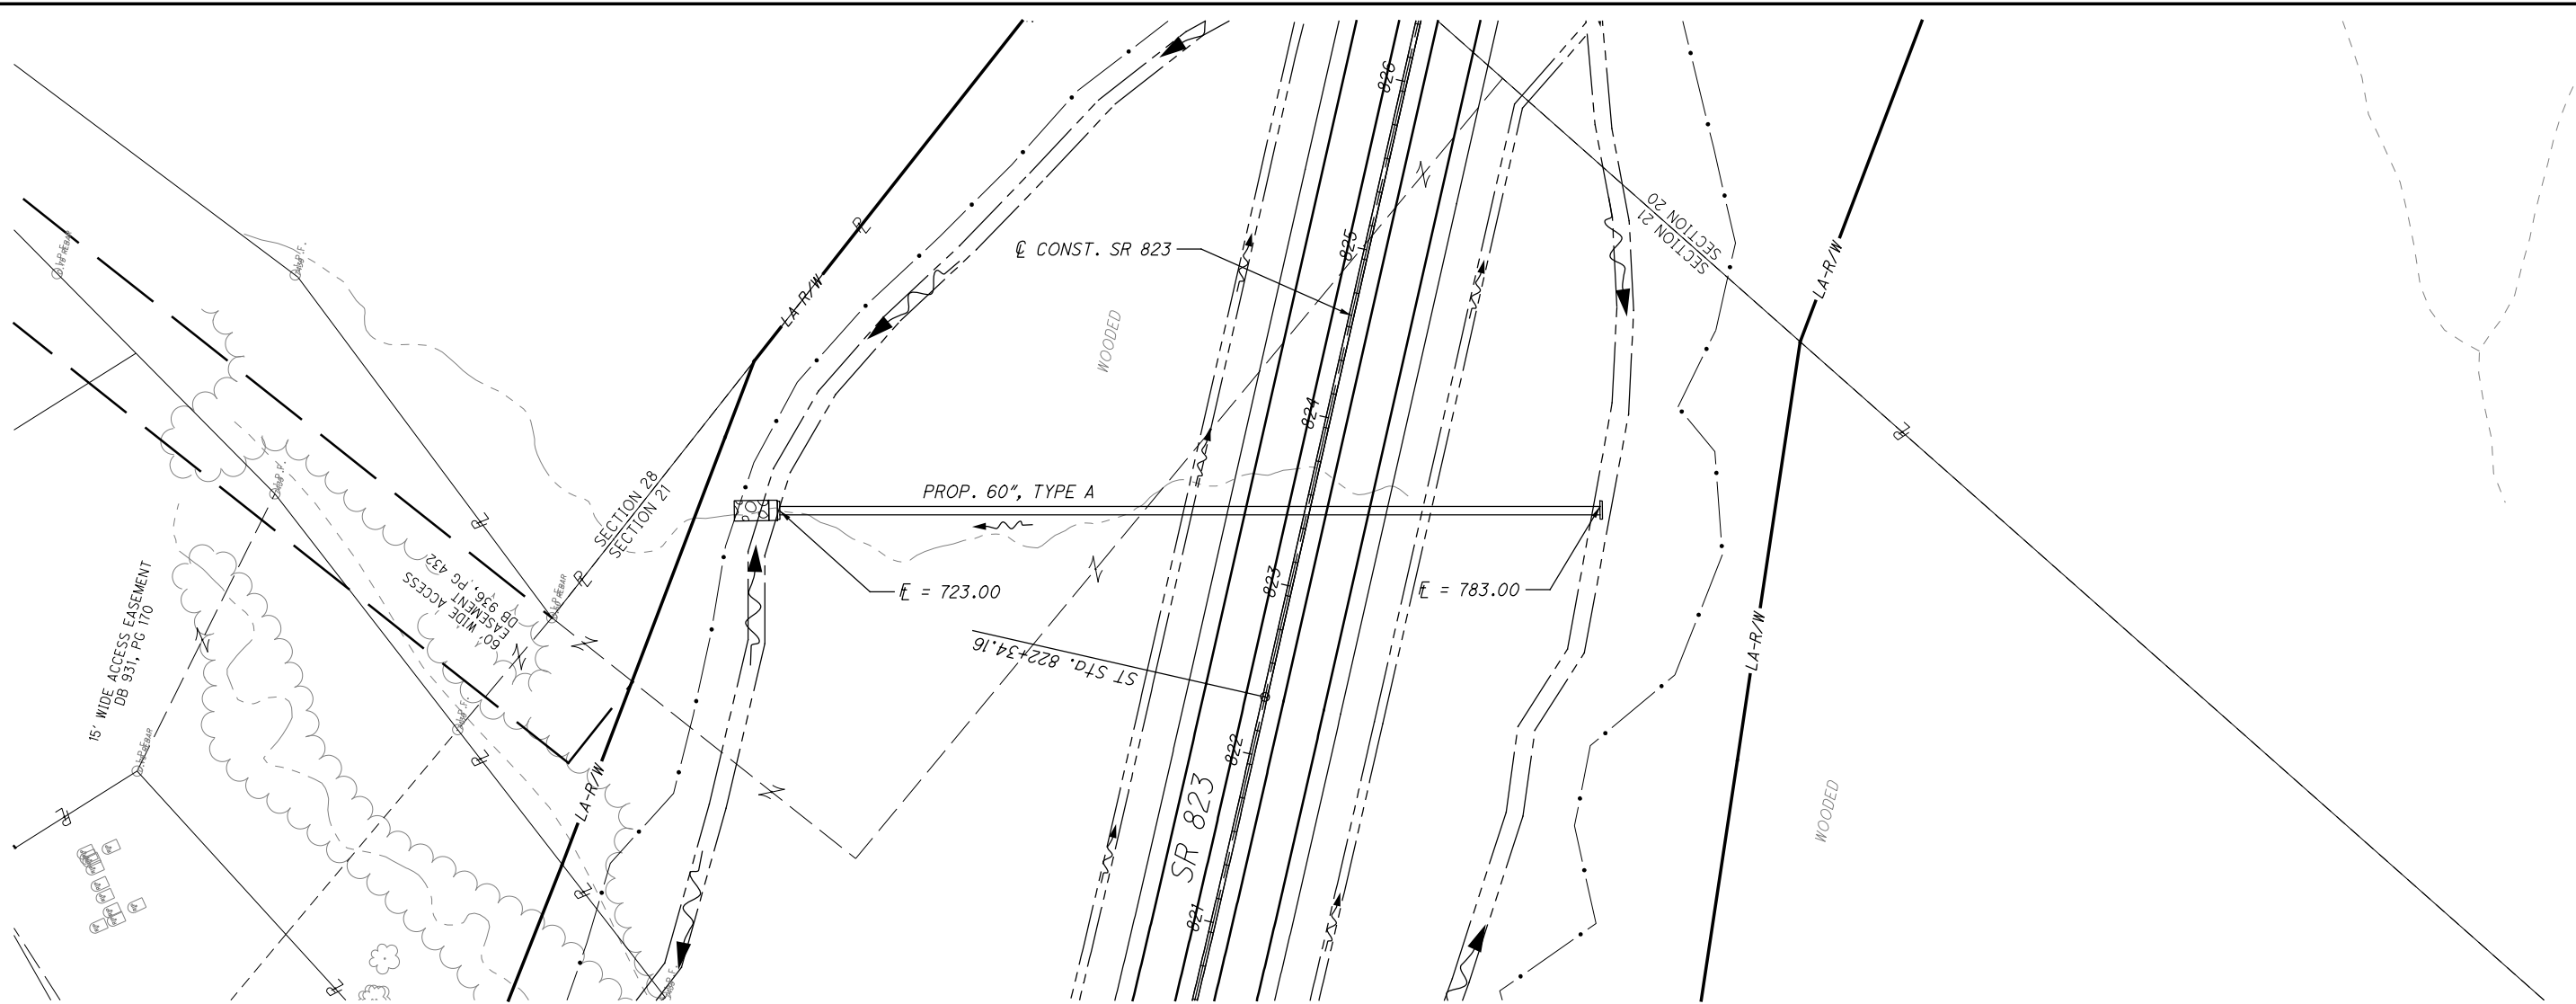 826
825
824
823
822
821
℄ CONST. SR 823
WOODED
PROP. 60", TYPE A
F̵L = 723.00
F̵L = 783.00
ST Sta. 822+34.16
SR 823
SECTION 21
SECTION 20
LA-R/W
LA-R/W
LA-R/W
LA-R/W
WOODED
SECTION 28
SECTION 21
60' WIDE ACCESS
EASEMENT
DB 936, PG 432
15' WIDE ACCESS EASEMENT
DB 931, PG 170